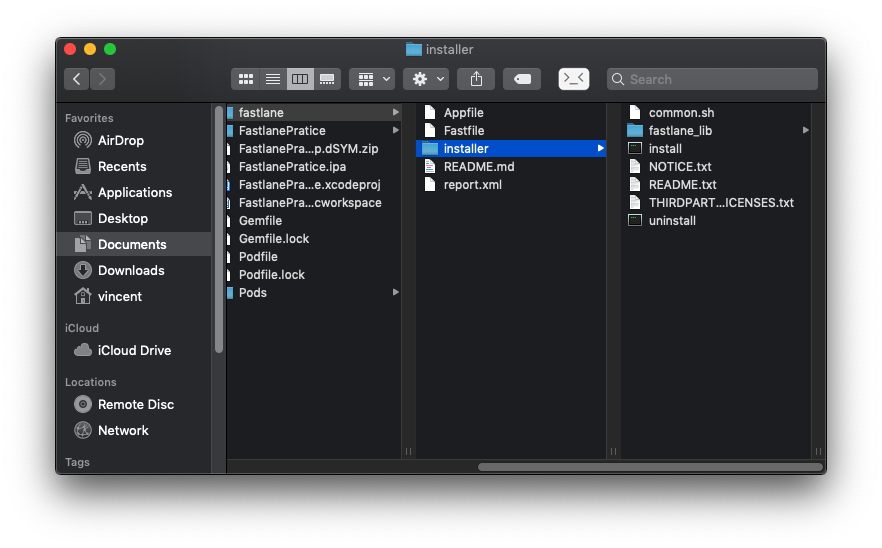 installer
>_<
Search
Favorites
AirDrop
Recents
Applications
Desktop
Documents
Downloads
vincent
iCloud
iCloud Drive
Locations
Remote Disc
Network
Tags
fastlane
FastlanePratice
FastlanePra...p.dSYM.zip
FastlanePratice.ipa
FastlanePra...e.xcodeproj
FastlanePra...cworkspace
Gemfile
Gemfile.lock
Podfile
Podfile.lock
Pods
Appfile
Fastfile
installer
README.md
report.xml
common.sh
fastlane_lib
install
NOTICE.txt
README.txt
THIRDPART...ICENSES.txt
uninstall